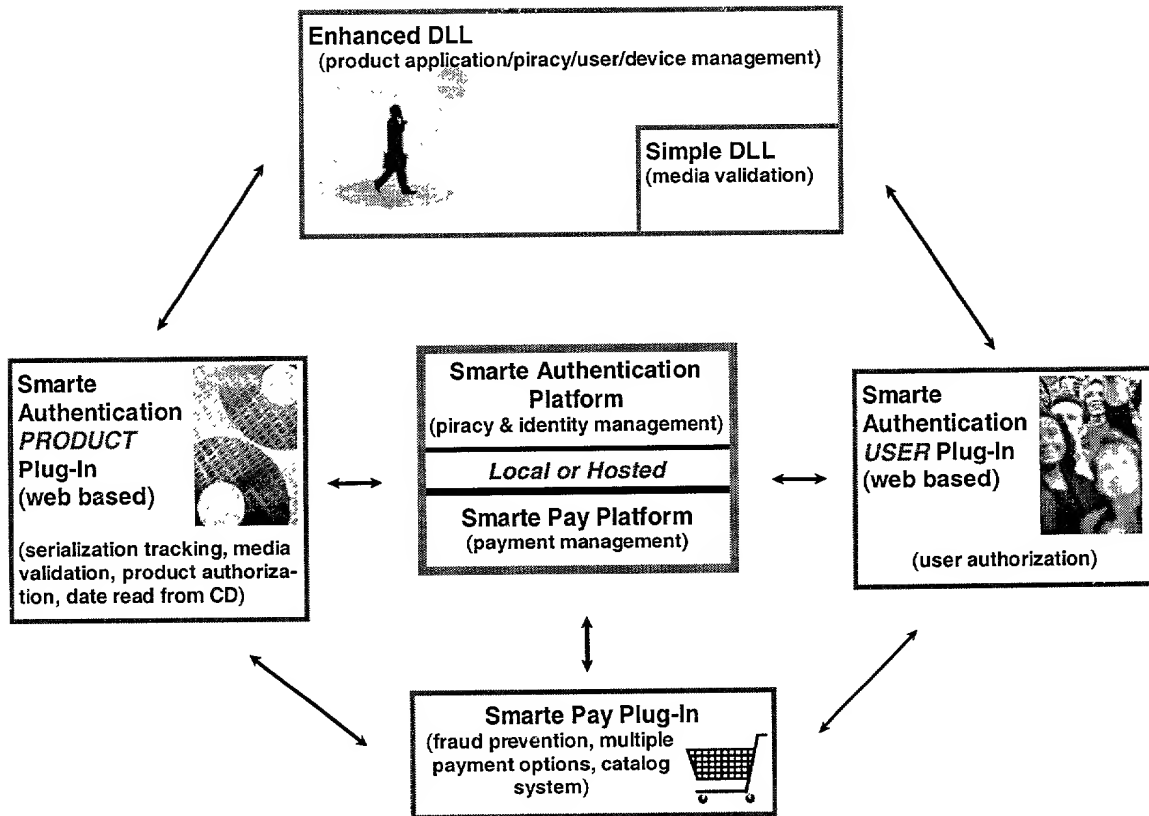 Enhanced DLL
(product application/piracy/user/device management)
Simple DLL
(media validation)
Smarte
Authentication
PRODUCT
Plug-In
(web based)
(serialization tracking, media
validation, product authoriza-
tion, date read from CD)
Smarte Authentication
Platform
(piracy & identity management)
Local or Hosted
Smarte Pay Platform
(payment management)
Smarte
Authentication
USER Plug-In
(web based)
(user authorization)
Smarte Pay Plug-In
(fraud prevention, multiple
payment options, catalog
system)